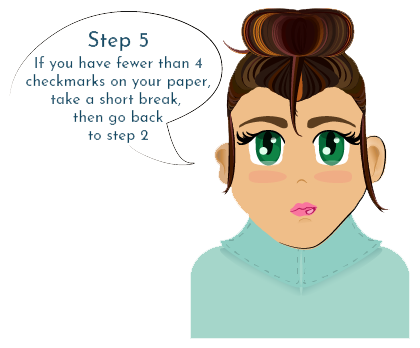 Step 5
If you have fewer than 4
checkmarks on your paper,
take a short break,
then go back
to step 2